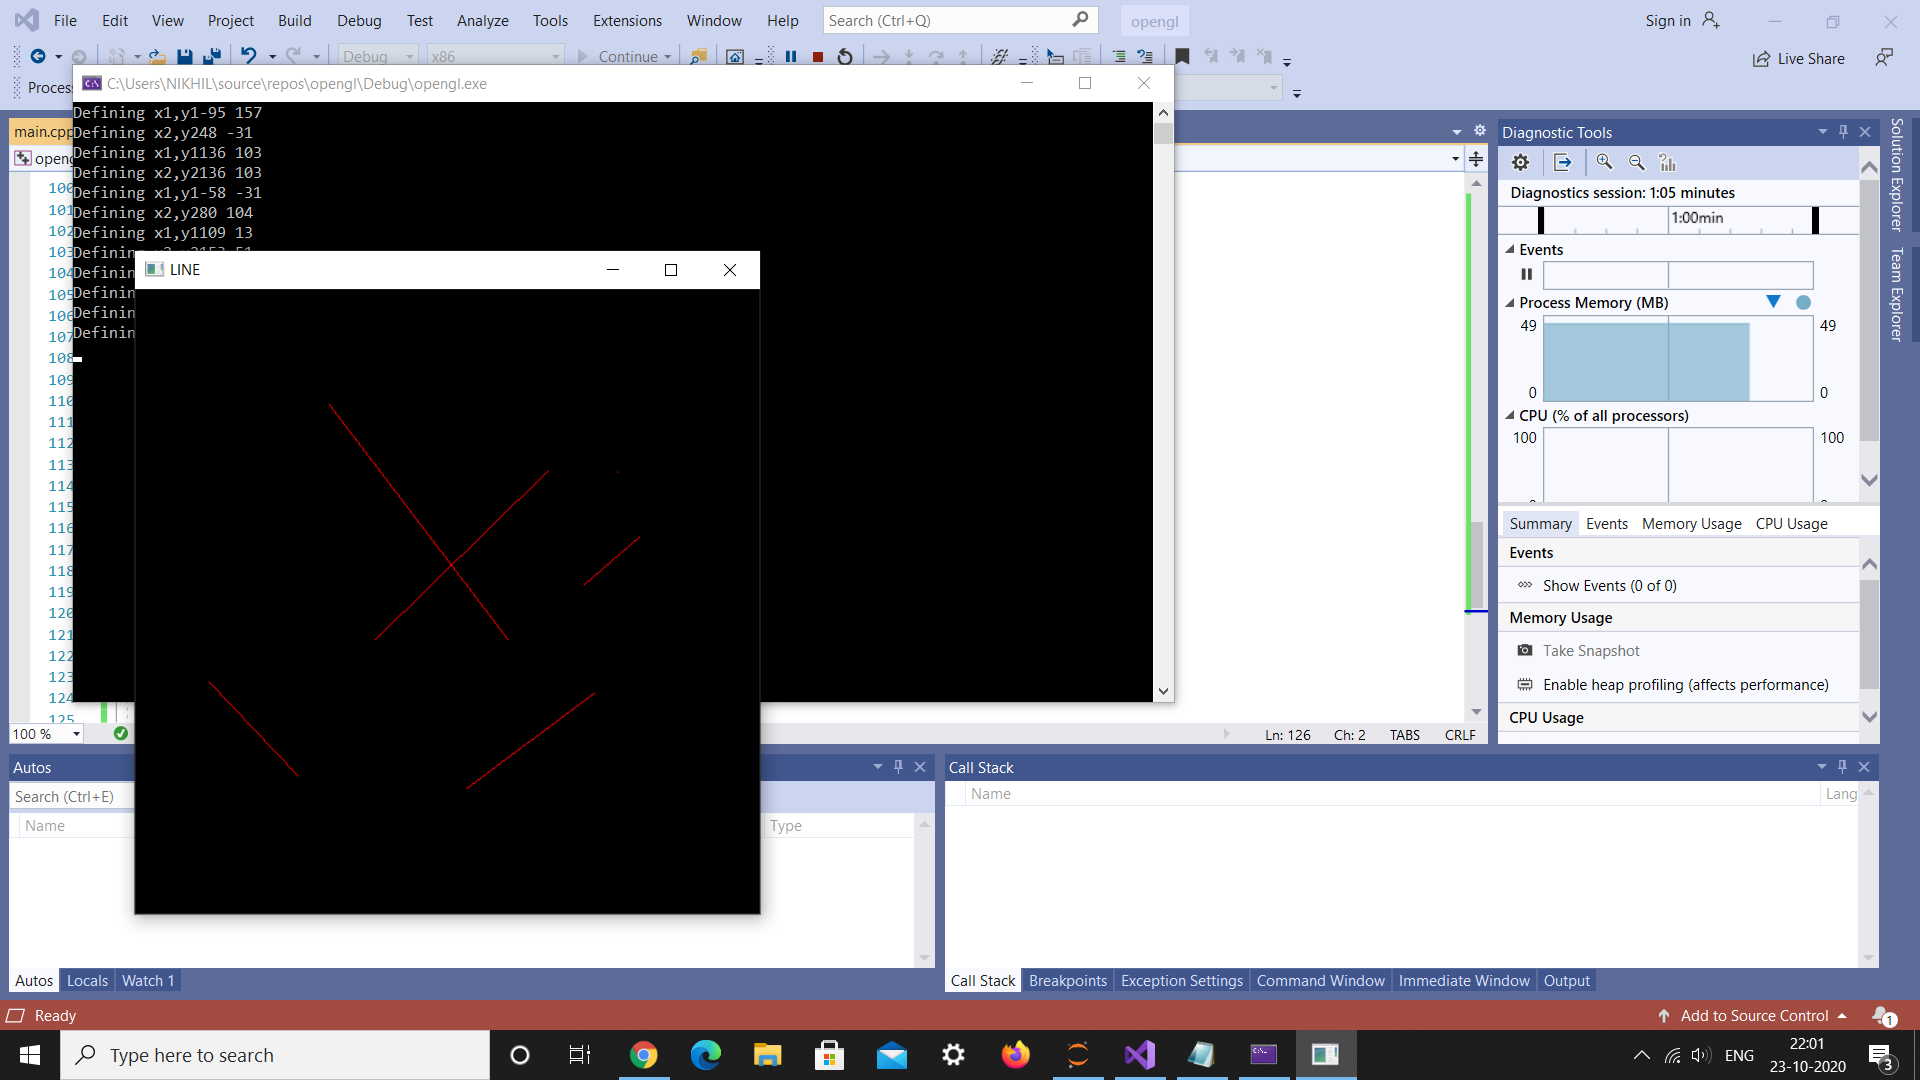 File Edit View Project Build Debug Test Analyze Tools Extensions Window Help Search (Ctrl+Q) opengl Sign in
Debug x86 Continue Live Share
Process
C:\Users\NIKHIL\source\repos\opengl\Debug\opengl.exe
Defining x1,y1-95 157
Defining x2,y248 -31
Defining x1,y1136 103
Defining x2,y2136 103
Defining x1,y1-58 -31
Defining x2,y280 104
Defining x1,y1109 13
Defining x2,y2153 51
Definin
Definin
Definin
Definin
LINE
main.cpp
openg
100
101
102
103
104
105
106
107
108
109
110
111
112
113
114
115
116
117
118
119
120
121
122
123
124
125
100 %
Ln: 126 Ch: 2 TABS CRLF
Diagnostic Tools
Diagnostics session: 1:05 minutes
1:00min
Events
Process Memory (MB)
49 49
0 0
CPU (% of all processors)
100 100
Summary Events Memory Usage CPU Usage
Events
Show Events (0 of 0)
Memory Usage
Take Snapshot
Enable heap profiling (affects performance)
CPU Usage
Solution Explorer
Team Explorer
Autos
Search (Ctrl+E)
Name Type
Autos Locals Watch 1
Call Stack
Name Lang
Call Stack Breakpoints Exception Settings Command Window Immediate Window Output
Ready Add to Source Control 1
Type here to search
ENG
22:01
23-10-2020
3